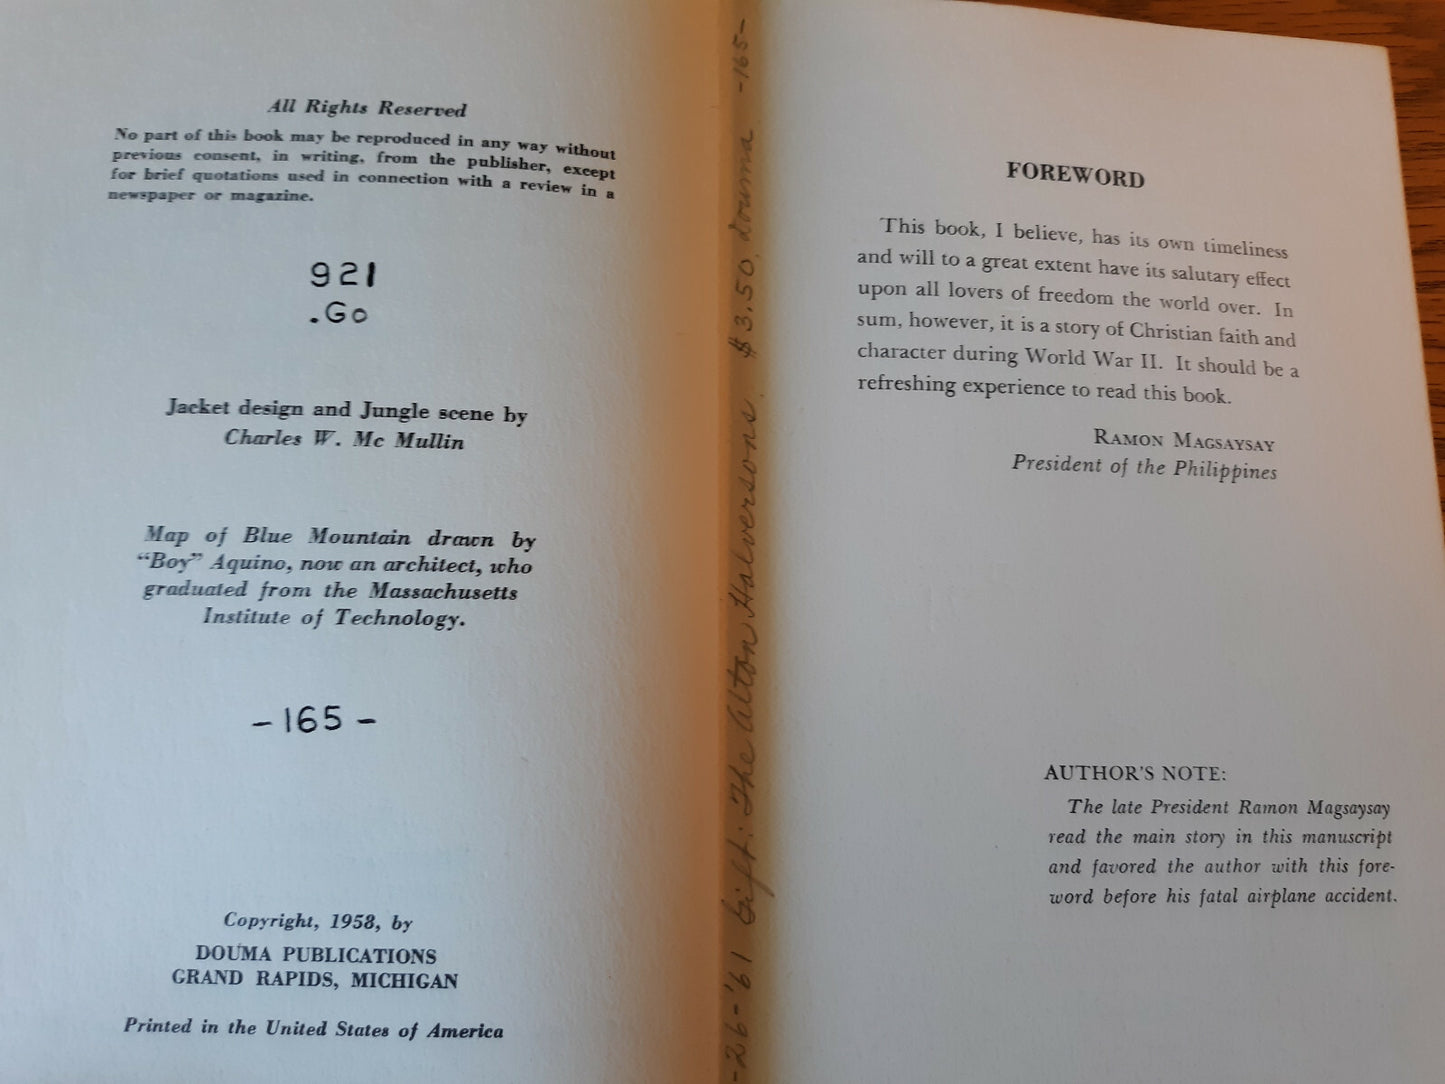 All Rights Reserved
No part of this book may be reproduced in any way without
previous consent, in writing, from the publisher, except
for brief quotations used in connection with a review in a
newspaper or magazine.
921
.Go
Jacket design and Jungle scene by
Charles W. Mc Mullin
Map of Blue Mountain drawn by
“Boy” Aquino, now an architect, who
graduated from the Massachusetts
Institute of Technology.
-165-
Copyright, 1958, by
DOUMA PUBLICATIONS
GRAND RAPIDS, MICHIGAN
Printed in the United States of America
-26-'61 Gift: The Alton Halversons. $3.50. Douma -165-
FOREWORD
This book, I believe, has its own timeliness
and will to a great extent have its salutary effect
upon all lovers of freedom the world over. In
sum, however, it is a story of Christian faith and
character during World War II. It should be a
refreshing experience to read this book.
RAMON MAGSAYSAY
President of the Philippines
AUTHOR'S NOTE:
The late President Ramon Magsaysay
read the main story in this manuscript
and favored the author with this fore-
word before his fatal airplane accident.